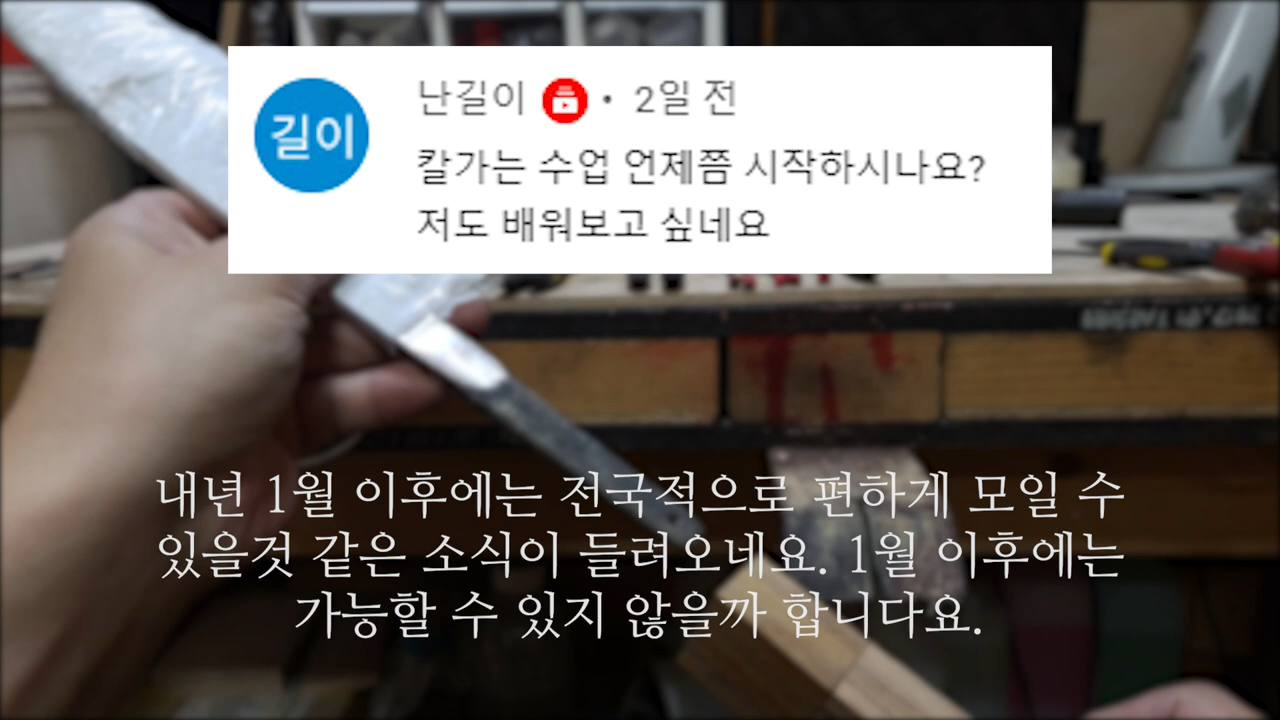 길이
난길이 • 2일 전
칼가는 수업 언제쯤 시작하시나요?
저도 배워보고 싶네요
내년 1월 이후에는 전국적으로 편하게 모일 수
있을것 같은 소식이 들려오네요. 1월 이후에는
가능할 수 있지 않을까 합니다요.